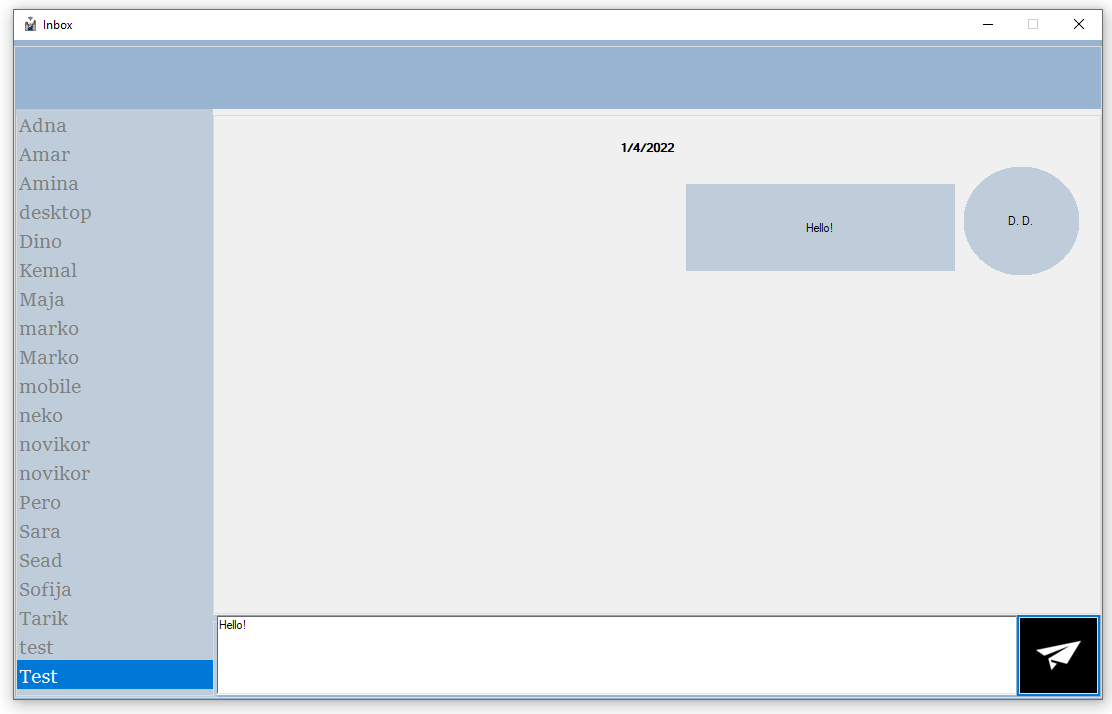 Inbox
Adna
Amar
Amina
desktop
Dino
Kemal
Maja
marko
Marko
mobile
neko
novikor
novikor
Pero
Sara
Sead
Sofija
Tarik
test
Test
1/4/2022
Hello!
D. D.
Hello!